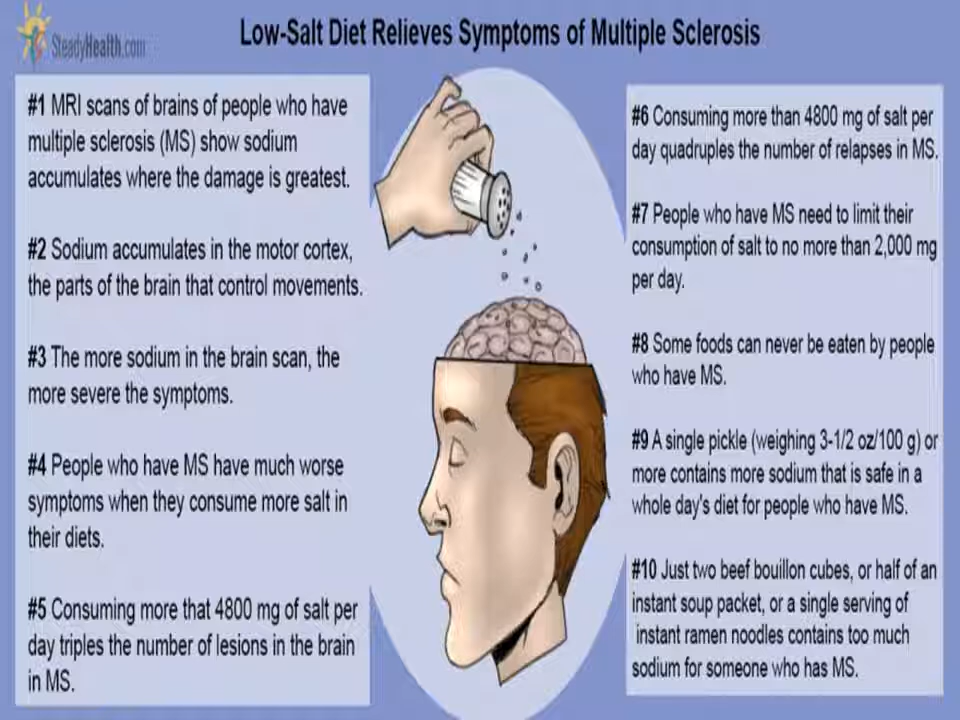 SteadyHealth.com
Low-Salt Diet Relieves Symptoms of Multiple Sclerosis
#1 MRI scans of brains of people who have
multiple sclerosis (MS) show sodium
accumulates where the damage is greatest.
#2 Sodium accumulates in the motor cortex,
the parts of the brain that control movements.
#3 The more sodium in the brain scan, the
more severe the symptoms.
#4 People who have MS have much worse
symptoms when they consume more salt in
their diets.
#5 Consuming more that 4800 mg of salt per
day triples the number of lesions in the brain
in MS.
#6 Consuming more than 4800 mg of salt per
day quadruples the number of relapses in MS.
#7 People who have MS need to limit their
consumption of salt to no more than 2,000 mg
per day.
#8 Some foods can never be eaten by people
who have MS.
#9 A single pickle (weighing 3-1/2 oz/100 g) or
more contains more sodium that is safe in a
whole day's diet for people who have MS.
#10 Just two beef bouillon cubes, or half of an
instant soup packet, or a single serving of
instant ramen noodles contains too much
sodium for someone who has MS.